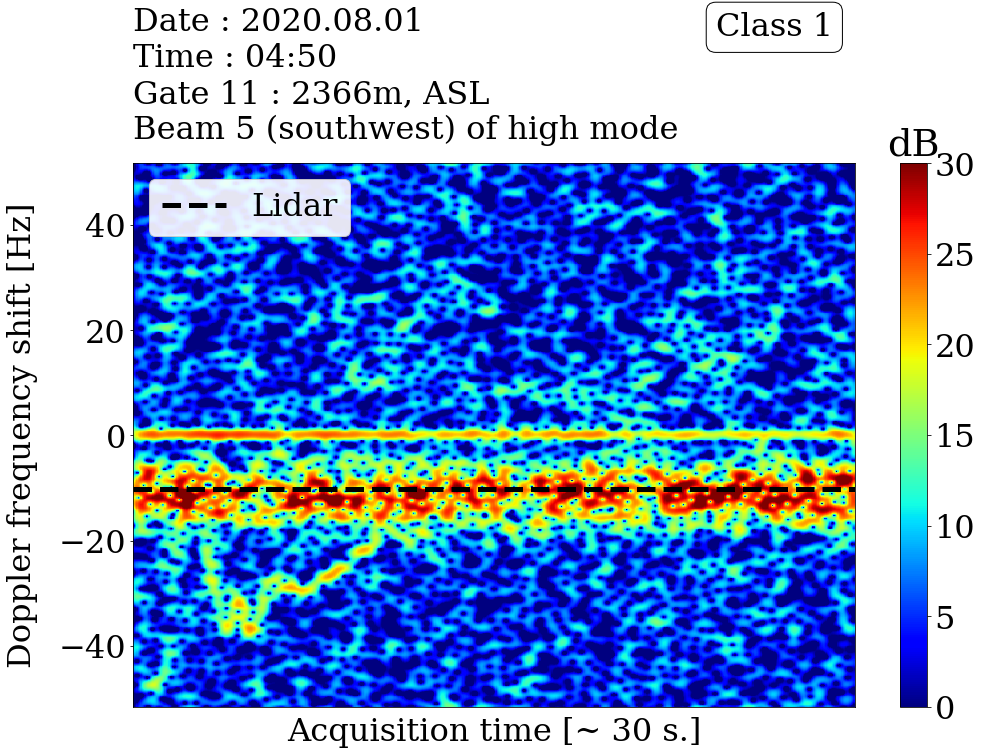 Date : 2020.08.01
Time : 04:50
Gate 11 : 2366m, ASL
Beam 5 (southwest) of high mode
Class 1
dB
Lidar
Doppler frequency shift [Hz]
40
20
0
−20
−40
Acquisition time [~ 30 s.]
30
25
20
15
10
5
0